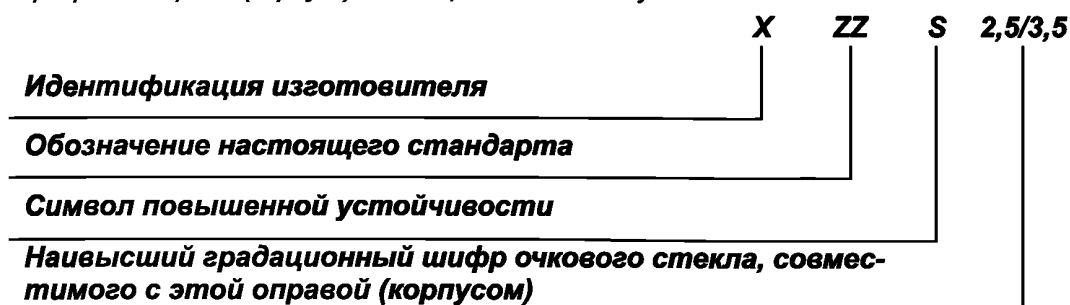 X ZZ S 2,5/3,5
Идентификация изготовителя
Обозначение настоящего стандарта
Символ повышенной устойчивости
Наивысший градационный шифр очкового стекла, совмес-
тимого с этой оправой (корпусом)